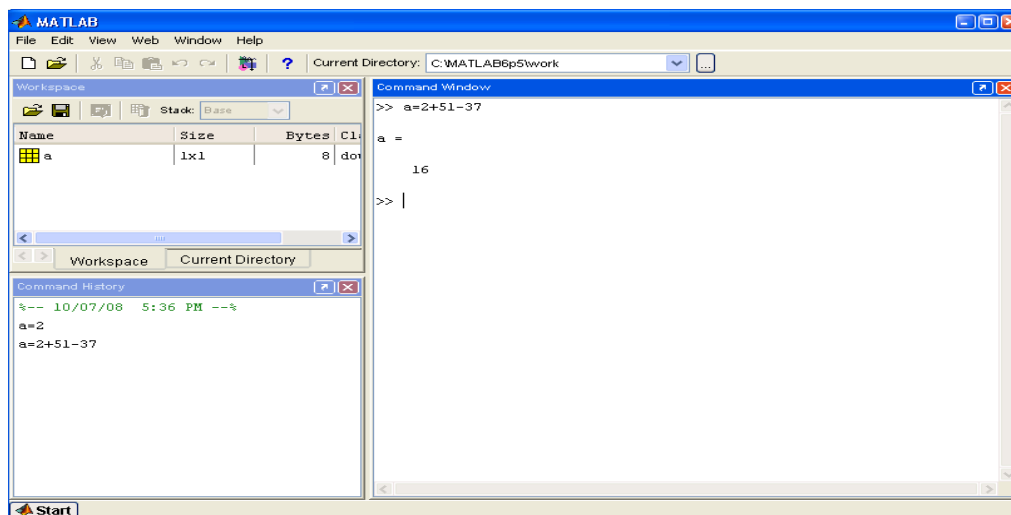 MATLAB
File Edit View Web Window Help
? Current Directory: C:\MATLAB6p5\work ...
Workspace
Stack: Base
Name Size Bytes Cl
a 1x1 8 dou
Workspace Current Directory
Command History
%-- 10/07/08 5:36 PM --%
a=2
a=2+51-37
Command Window
>> a=2+51-37
a =
16
>>
Start